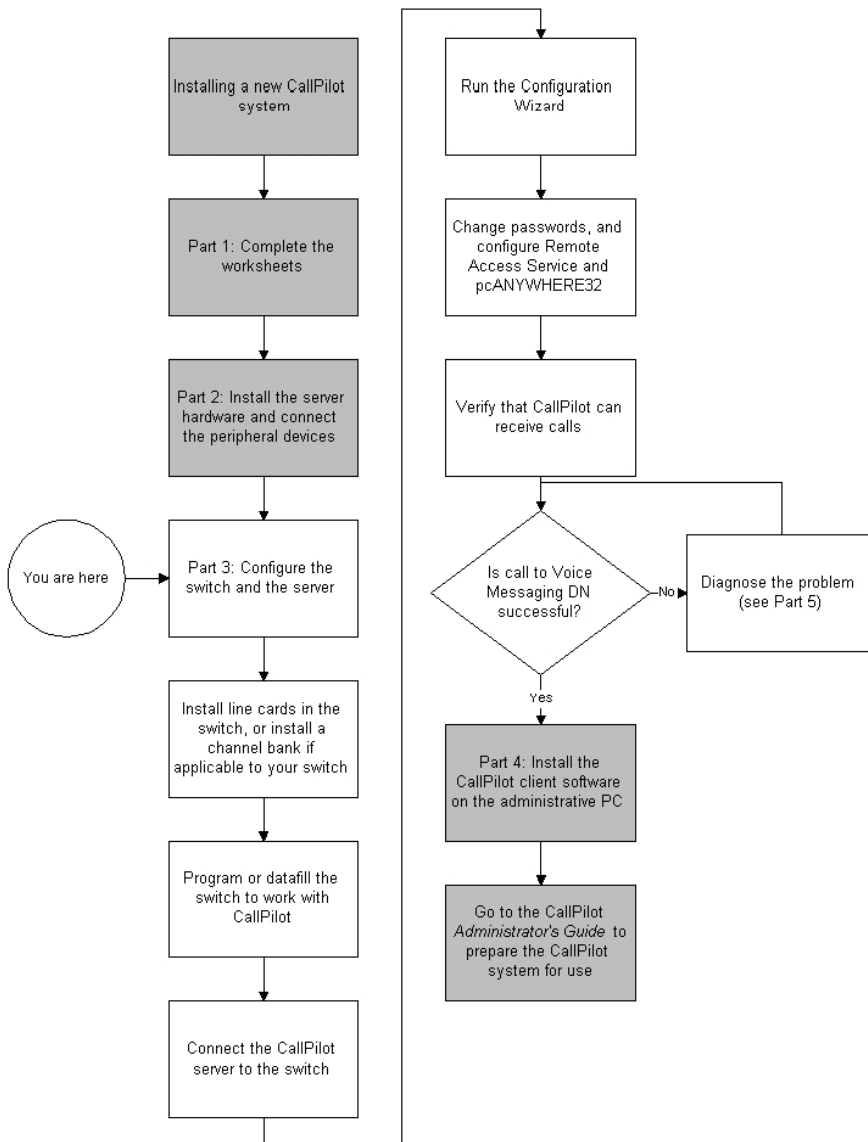 Installing a new CallPilot
system
Part 1: Complete the
worksheets
Part 2: Install the server
hardware and connect
the peripheral devices
You are here
Part 3: Configure the
switch and the server
Install line cards in the
switch, or install a
channel bank if
applicable to your switch
Program or datafill the
switch to work with
CallPilot
Connect the CallPilot
server to the switch
Run the Configuration
Wizard
Change passwords, and
configure Remote
Access Service and
pcANYWHERE32
Verify that CallPilot can
receive calls
Is call to Voice
Messaging DN
successful?
No
Diagnose the problem
(see Part 5)
Yes
Part 4: Install the
CallPilot client software
on the administrative PC
Go to the CallPilot
Administrator's Guide to
prepare the CallPilot
system for use